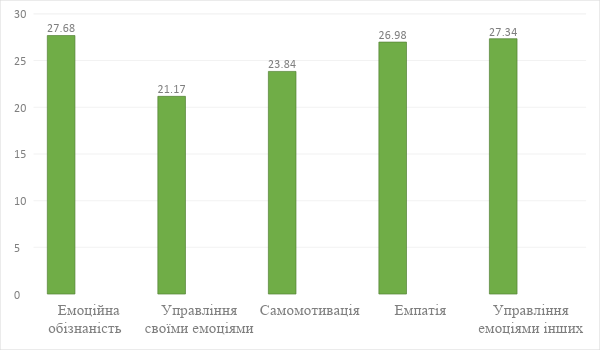 30
27.68
26.98
27.34
25
23.84
21.17
20
15
10
5
0
Емоційна
обізнаність
Управління
своїми емоціями
Самомотивація
Емпатія
Управління
емоціями інших